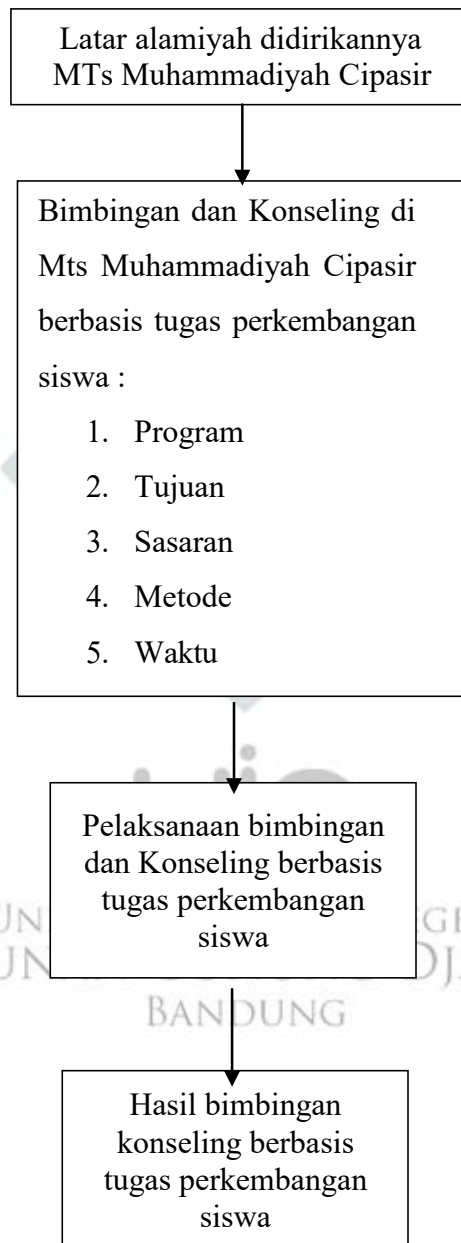 Latar alamiyah didirikannya
MTs Muhammadiyah Cipasir
Bimbingan dan Konseling di
Mts Muhammadiyah Cipasir
berbasis tugas perkembangan
siswa :
1. Program
2. Tujuan
3. Sasaran
4. Metode
5. Waktu
Pelaksanaan bimbingan
dan Konseling berbasis
tugas perkembangan
siswa
BANDUNG
Hasil bimbingan
konseling berbasis
tugas perkembangan
siswa